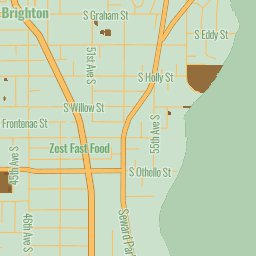 S Graham St
Brighton
S Eddy St
51st Ave S
S Holly St
S Willow St
Frontenac St
55th Ave S
Zest Fast Food
45th Ave S
S Othello St
46th Ave S
Seward Par